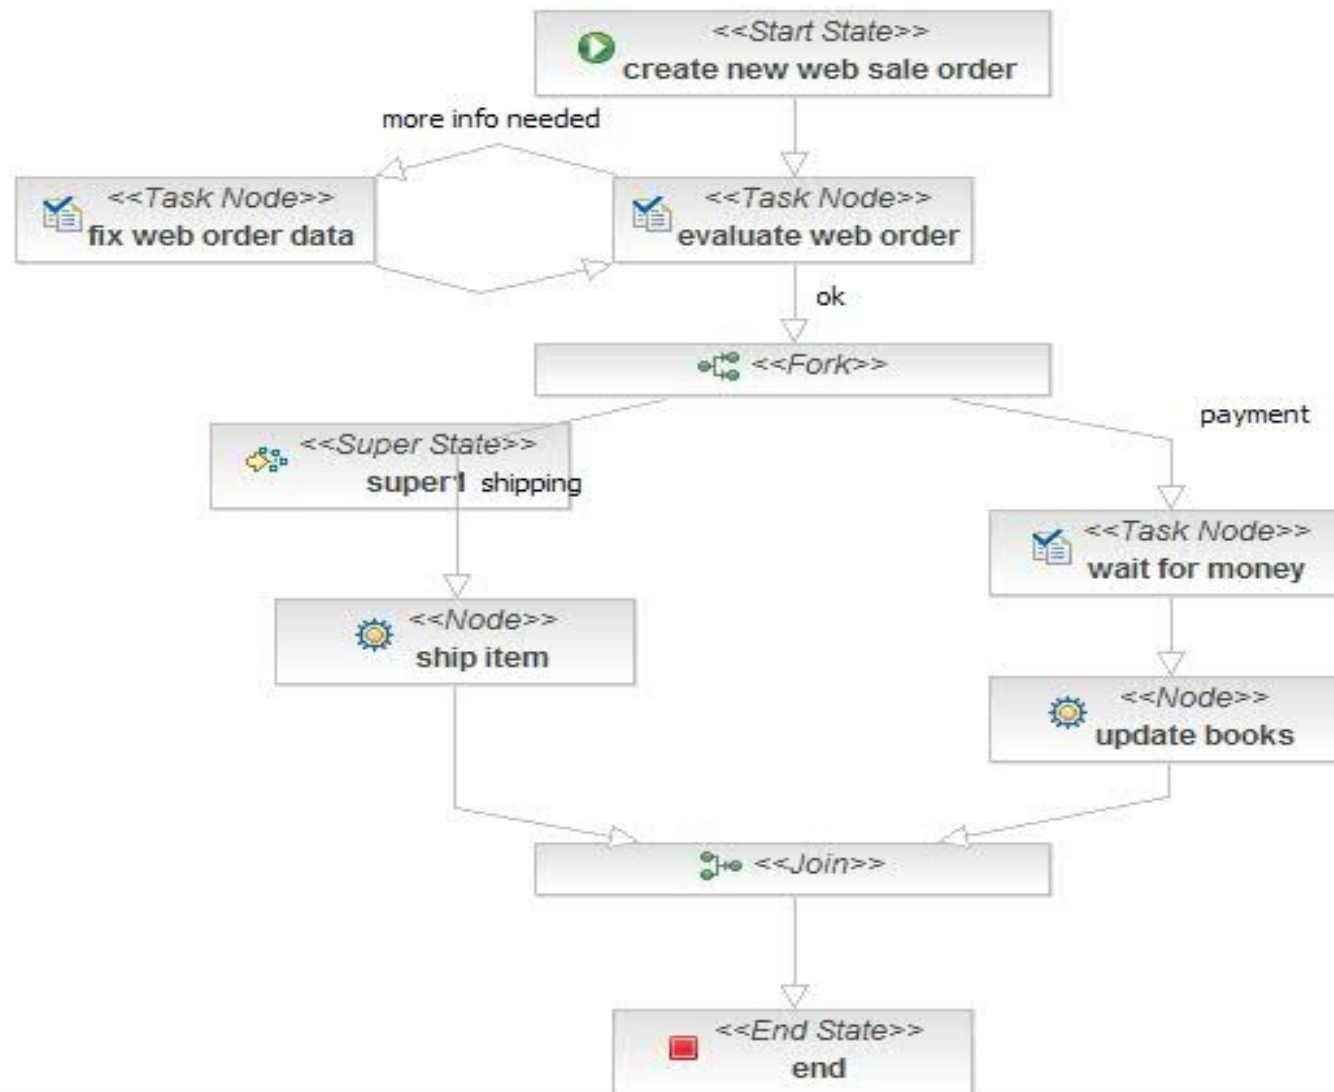 <<Start State>>
create new web sale order
more info needed
<<Task Node>>
fix web order data
<<Task Node>>
evaluate web order
ok
<<Fork>>
payment
<<Super State>>
super1
shipping
<<Task Node>>
wait for money
<<Node>>
ship item
<<Node>>
update books
<<Join>>
<<End State>>
end